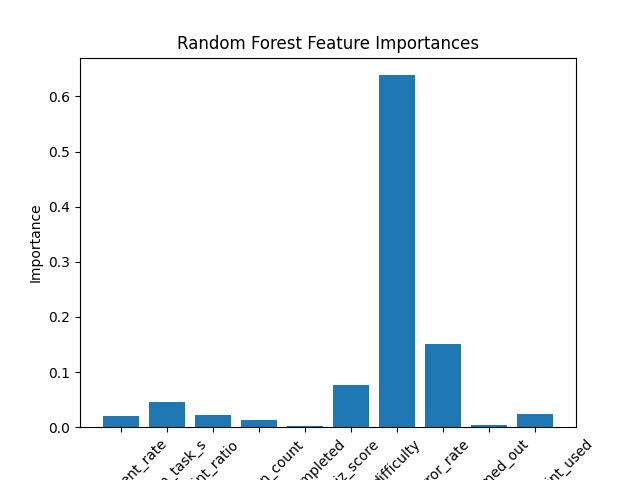 Random Forest Feature Importances
Importance
0.6
0.5
0.4
0.3
0.2
0.1
0.0
ent_rate
_task_s
int_ratio
n_count
mpleted
iz_score
difficulty
ror_rate
med_out
int_used